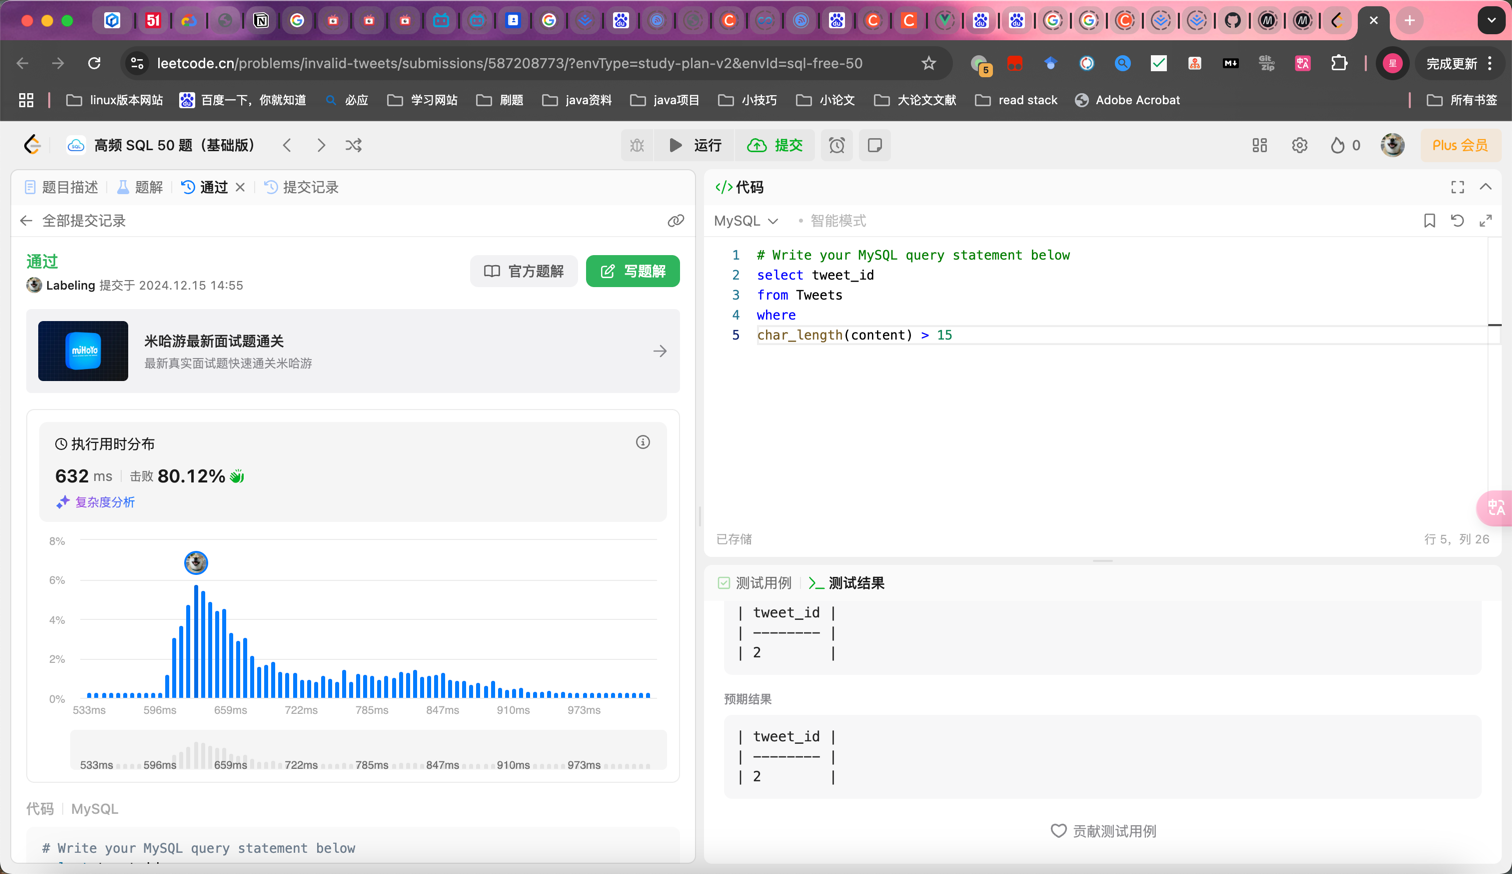 51
5
leetcode.cn/problems/invalid-tweets/submissions/587208773/?envType=study-plan-v2&envId=sql-free-50
星
完成更新
linux版本网站
百度一下，你就知道
必应
学习网站
刷题
java资料
java项目
小技巧
小论文
大论文文献
read stack
Adobe Acrobat
所有书签
高频 SQL 50 题（基础版）
运行
提交
0
Plus 会员
题目描述
题解
通过
提交记录
全部提交记录
通过
Labeling 提交于 2024.12.15 14:55
官方题解
写题解
miHoYo
米哈游最新面试题通关
最新真实面试题快速通关米哈游
执行用时分布
632 ms
击败 80.12%
复杂度分析
8%
6%
4%
2%
0%
533ms 596ms 659ms 722ms 785ms 847ms 910ms 973ms
533ms 596ms 659ms 722ms 785ms 847ms 910ms 973ms
代码 | MySQL
# Write your MySQL query statement below
</> 代码
MySQL
• 智能模式
1 # Write your MySQL query statement below
2 select tweet_id
3 from Tweets
4 where
5 char_length(content) > 15
已存储
行 5，列 26
测试用例
测试结果
| tweet_id |
| -------- |
| 2 |
预期结果
| tweet_id |
| -------- |
| 2 |
贡献测试用例